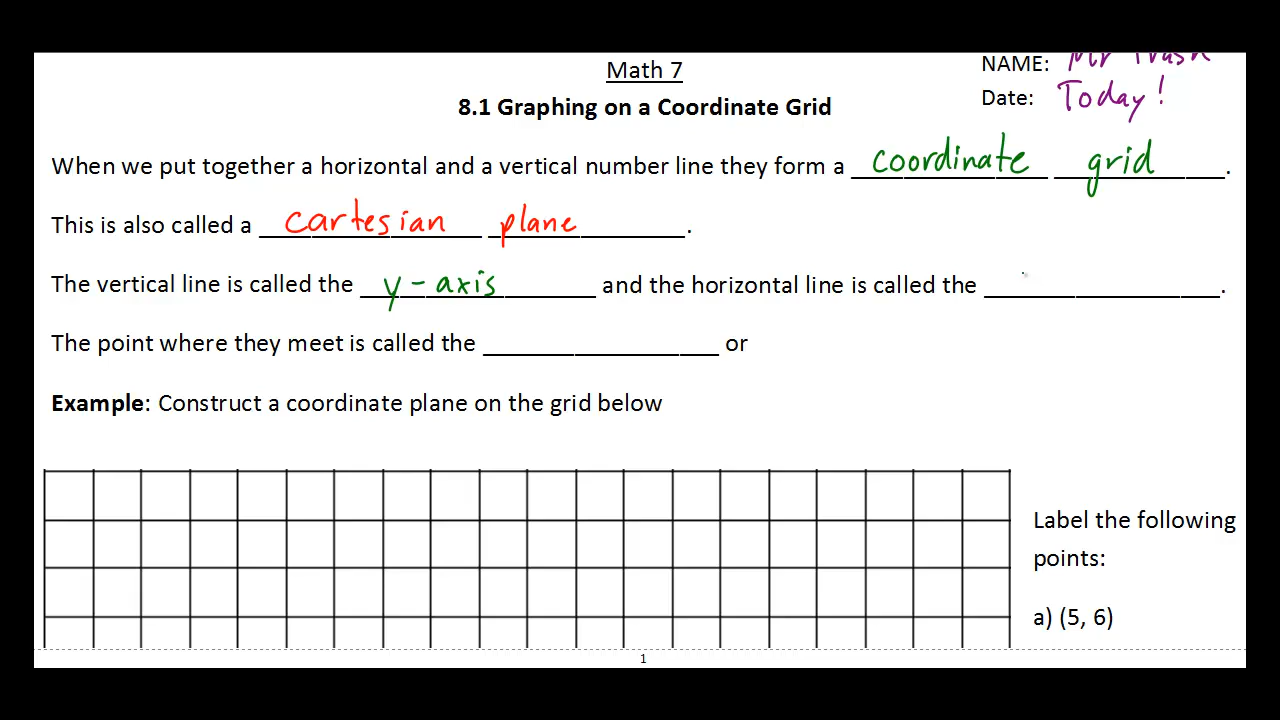 Math 7
NAME: Mr
8.1 Graphing on a Coordinate Grid
Date: Today!
When we put together a horizontal and a vertical number line they form a coordinate grid.
This is also called a cartesian plane.
The vertical line is called the y-axis and the horizontal line is called the ____________________.
The point where they meet is called the ____________________ or
Example: Construct a coordinate plane on the grid below
Label the following
points:
a) (5, 6)
1